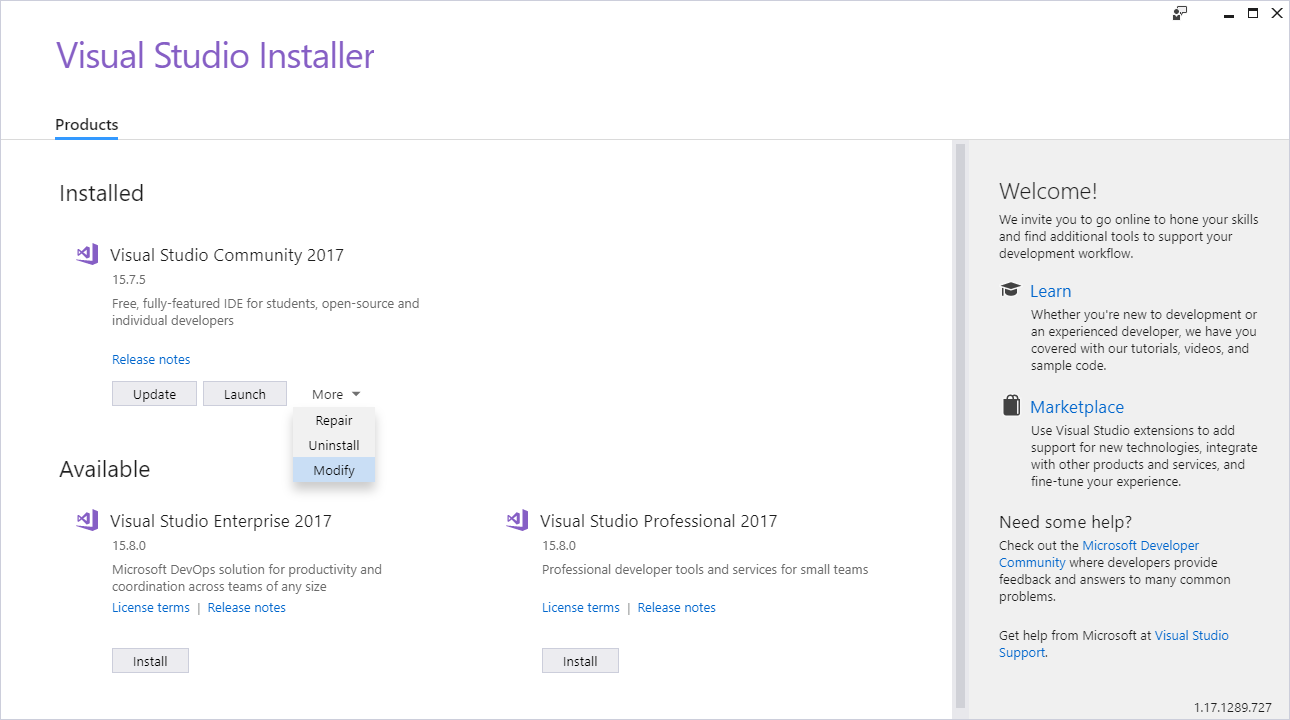 Visual Studio Installer
Products
Installed
Visual Studio Community 2017
15.7.5
Free, fully-featured IDE for students, open-source and
individual developers
Release notes
Update Launch More
Repair
Uninstall
Modify
Available
Visual Studio Enterprise 2017
15.8.0
Microsoft DevOps solution for productivity and
coordination across teams of any size
License terms | Release notes
Install
Visual Studio Professional 2017
15.8.0
Professional developer tools and services for small teams
License terms | Release notes
Install
Welcome!
We invite you to go online to hone your skills
and find additional tools to support your
development workflow.
Learn
Whether you're new to development or
an experienced developer, we have you
covered with our tutorials, videos, and
sample code.
Marketplace
Use Visual Studio extensions to add
support for new technologies, integrate
with other products and services, and
fine-tune your experience.
Need some help?
Check out the Microsoft Developer
Community where developers provide
feedback and answers to many common
problems.
Get help from Microsoft at Visual Studio
Support.
1.17.1289.727